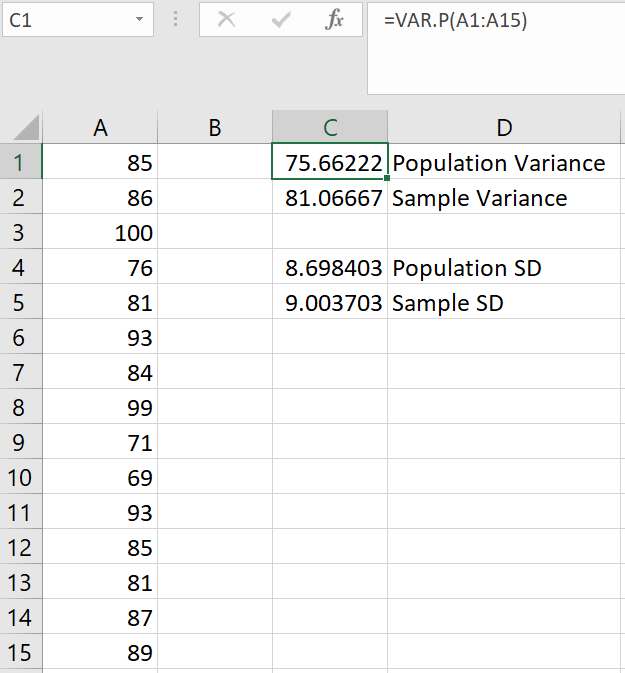 C1 fx =VAR.P(A1:A15)
A B C D
1 85 75.66222 Population Variance
2 86 81.06667 Sample Variance
3 100
4 76 8.698403 Population SD
5 81 9.003703 Sample SD
6 93
7 84
8 99
9 71
10 69
11 93
12 85
13 81
14 87
15 89